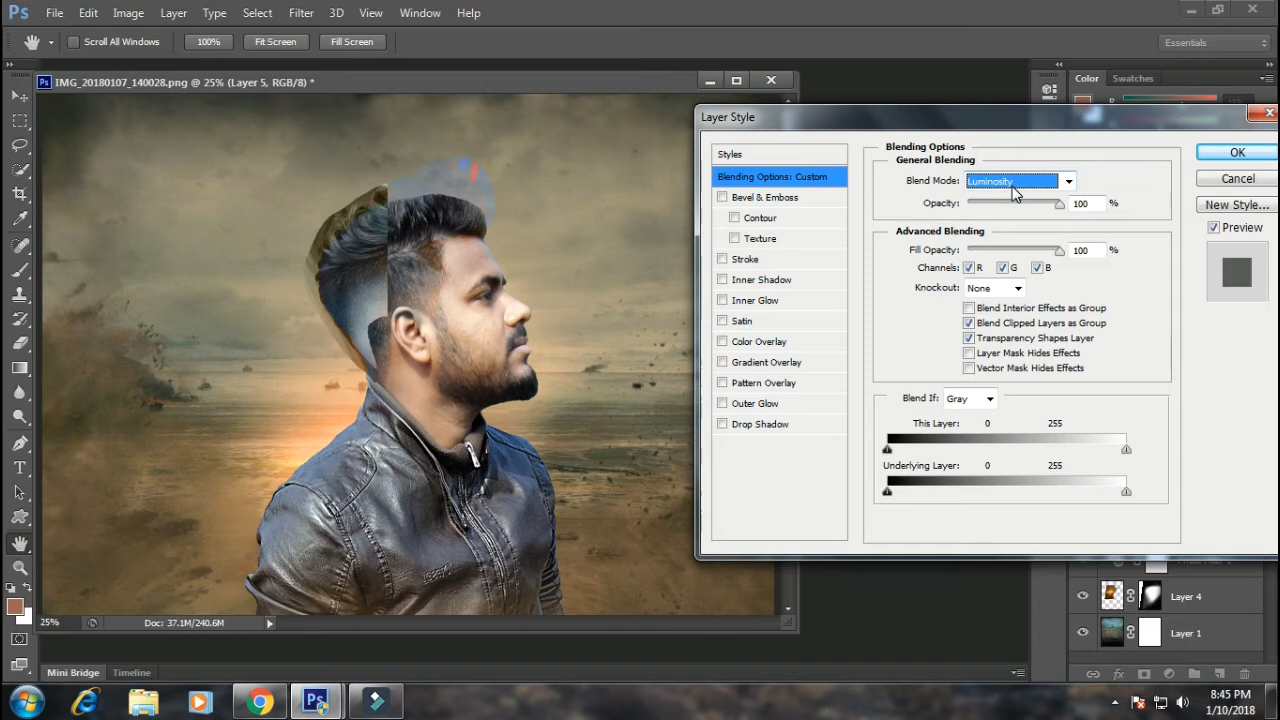 Ps File Edit Image Layer Type Select Filter 3D View Window Help
Scroll All Windows 100% Fit Screen Fill Screen Essentials
Ps IMG_20180107_140028.png @ 25% (Layer 5, RGB/8) *
Color Swatches
Layer Style
Styles
Blending Options: Custom
Bevel & Emboss
Contour
Texture
Stroke
Inner Shadow
Inner Glow
Satin
Color Overlay
Gradient Overlay
Pattern Overlay
Outer Glow
Drop Shadow
Blending Options
General Blending
Blend Mode: Luminosity
Opacity: 100 %
Advanced Blending
Fill Opacity: 100 %
Channels: R G B
Knockout: None
Blend Interior Effects as Group
Blend Clipped Layers as Group
Transparency Shapes Layer
Layer Mask Hides Effects
Vector Mask Hides Effects
Blend If: Gray
This Layer: 0 255
Underlying Layer: 0 255
OK
Cancel
New Style...
Preview
Layer 4
Layer 1
fx
25% Doc: 37.1M/240.6M
Mini Bridge Timeline
Ps
8:45 PM
1/10/2018